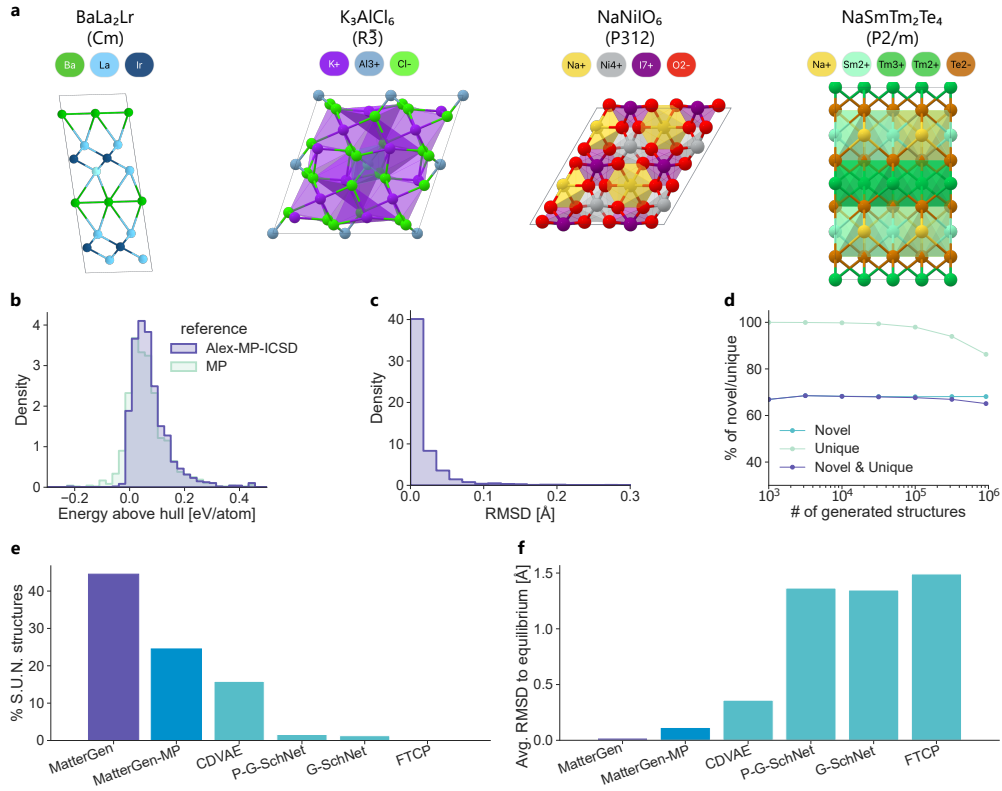 a
BaLa₂Lr
(Cm)
Ba La Ir
K₃AlCl₆
(R3̄)
K+ Al3+ Cl-
NaNiIO₆
(P312)
Na+ Ni4+ I7+ O2-
NaSmTm₂Te₄
(P2/m)
Na+ Sm2+ Tm3+ Tm2+ Te2-
b
4
3
2
1
0
Density
reference
Alex-MP-ICSD
MP
−0.2 0.0 0.2 0.4
Energy above hull [eV/atom]
c
40
20
0
Density
0.0 0.1 0.2 0.3
RMSD [Å]
d
100
80
60
40
% of novel/unique
Novel
Unique
Novel & Unique
10³ 10⁴ 10⁵ 10⁶
# of generated structures
e
40
30
20
10
0
% S.U.N. structures
MatterGen MatterGen-MP CDVAE P-G-SchNet G-SchNet FTCP
f
1.5
1.0
0.5
0.0
Avg. RMSD to equilibrium [Å]
MatterGen MatterGen-MP CDVAE P-G-SchNet G-SchNet FTCP